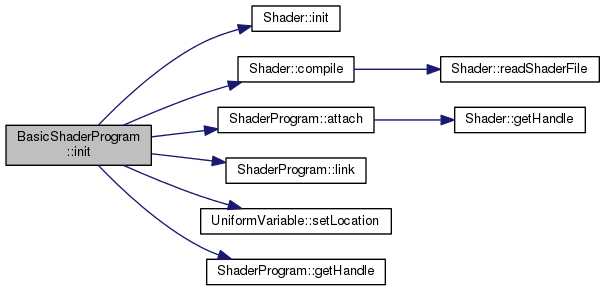 Shader::init
Shader::compile
Shader::readShaderFile
ShaderProgram::attach
Shader::getHandle
BasicShaderProgram
::init
ShaderProgram::link
UniformVariable::setLocation
ShaderProgram::getHandle